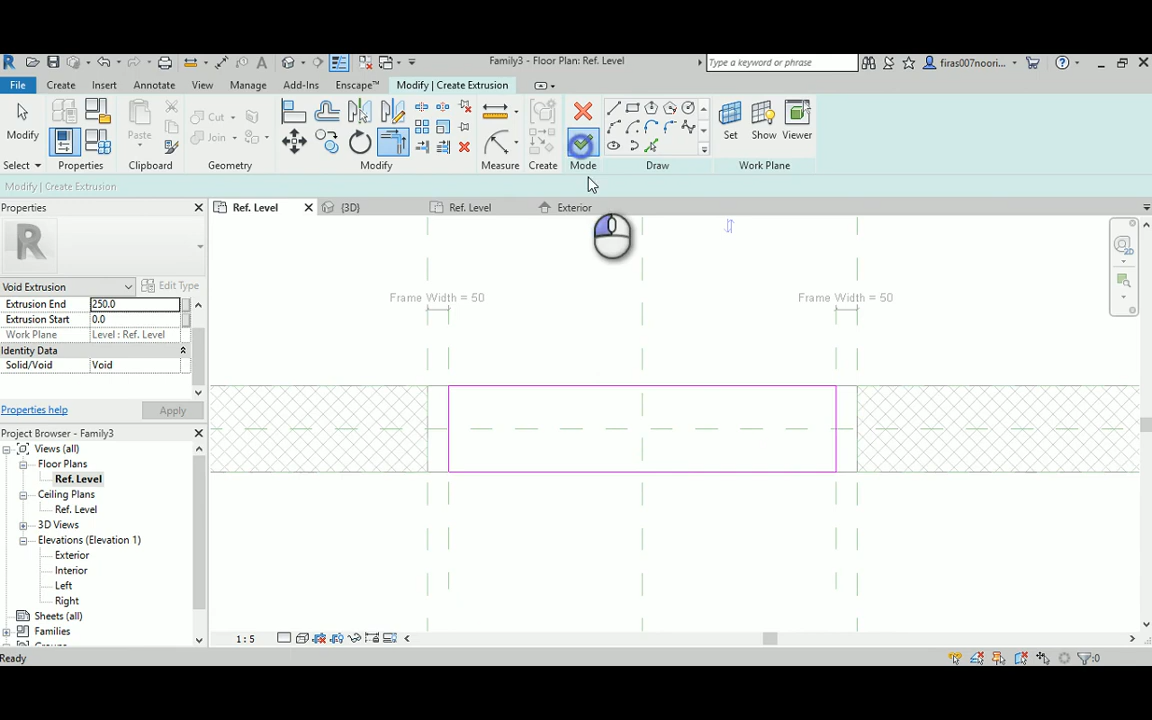 Family3 - Floor Plan: Ref. Level
Type a keyword or phrase
firas007noori...
File
Create
Insert
Annotate
View
Manage
Add-Ins
Enscape™
Modify | Create Extrusion
Modify
Paste
Cut
Join
Set
Show
Viewer
Select
Properties
Clipboard
Geometry
Modify
Measure
Create
Mode
Draw
Work Plane
Modify | Create Extrusion
Properties
Ref. Level
{3D}
Ref. Level
Exterior
R
Void Extrusion
Edit Type
Extrusion End 250.0
Extrusion Start 0.0
Work Plane Level : Ref. Level
Identity Data
Solid/Void Void
Properties help
Apply
Frame Width = 50
Frame Width = 50
Project Browser - Family3
Views (all)
Floor Plans
Ref. Level
Ceiling Plans
Ref. Level
3D Views
Elevations (Elevation 1)
Exterior
Interior
Left
Right
Sheets (all)
Families
1:5
Ready
:0